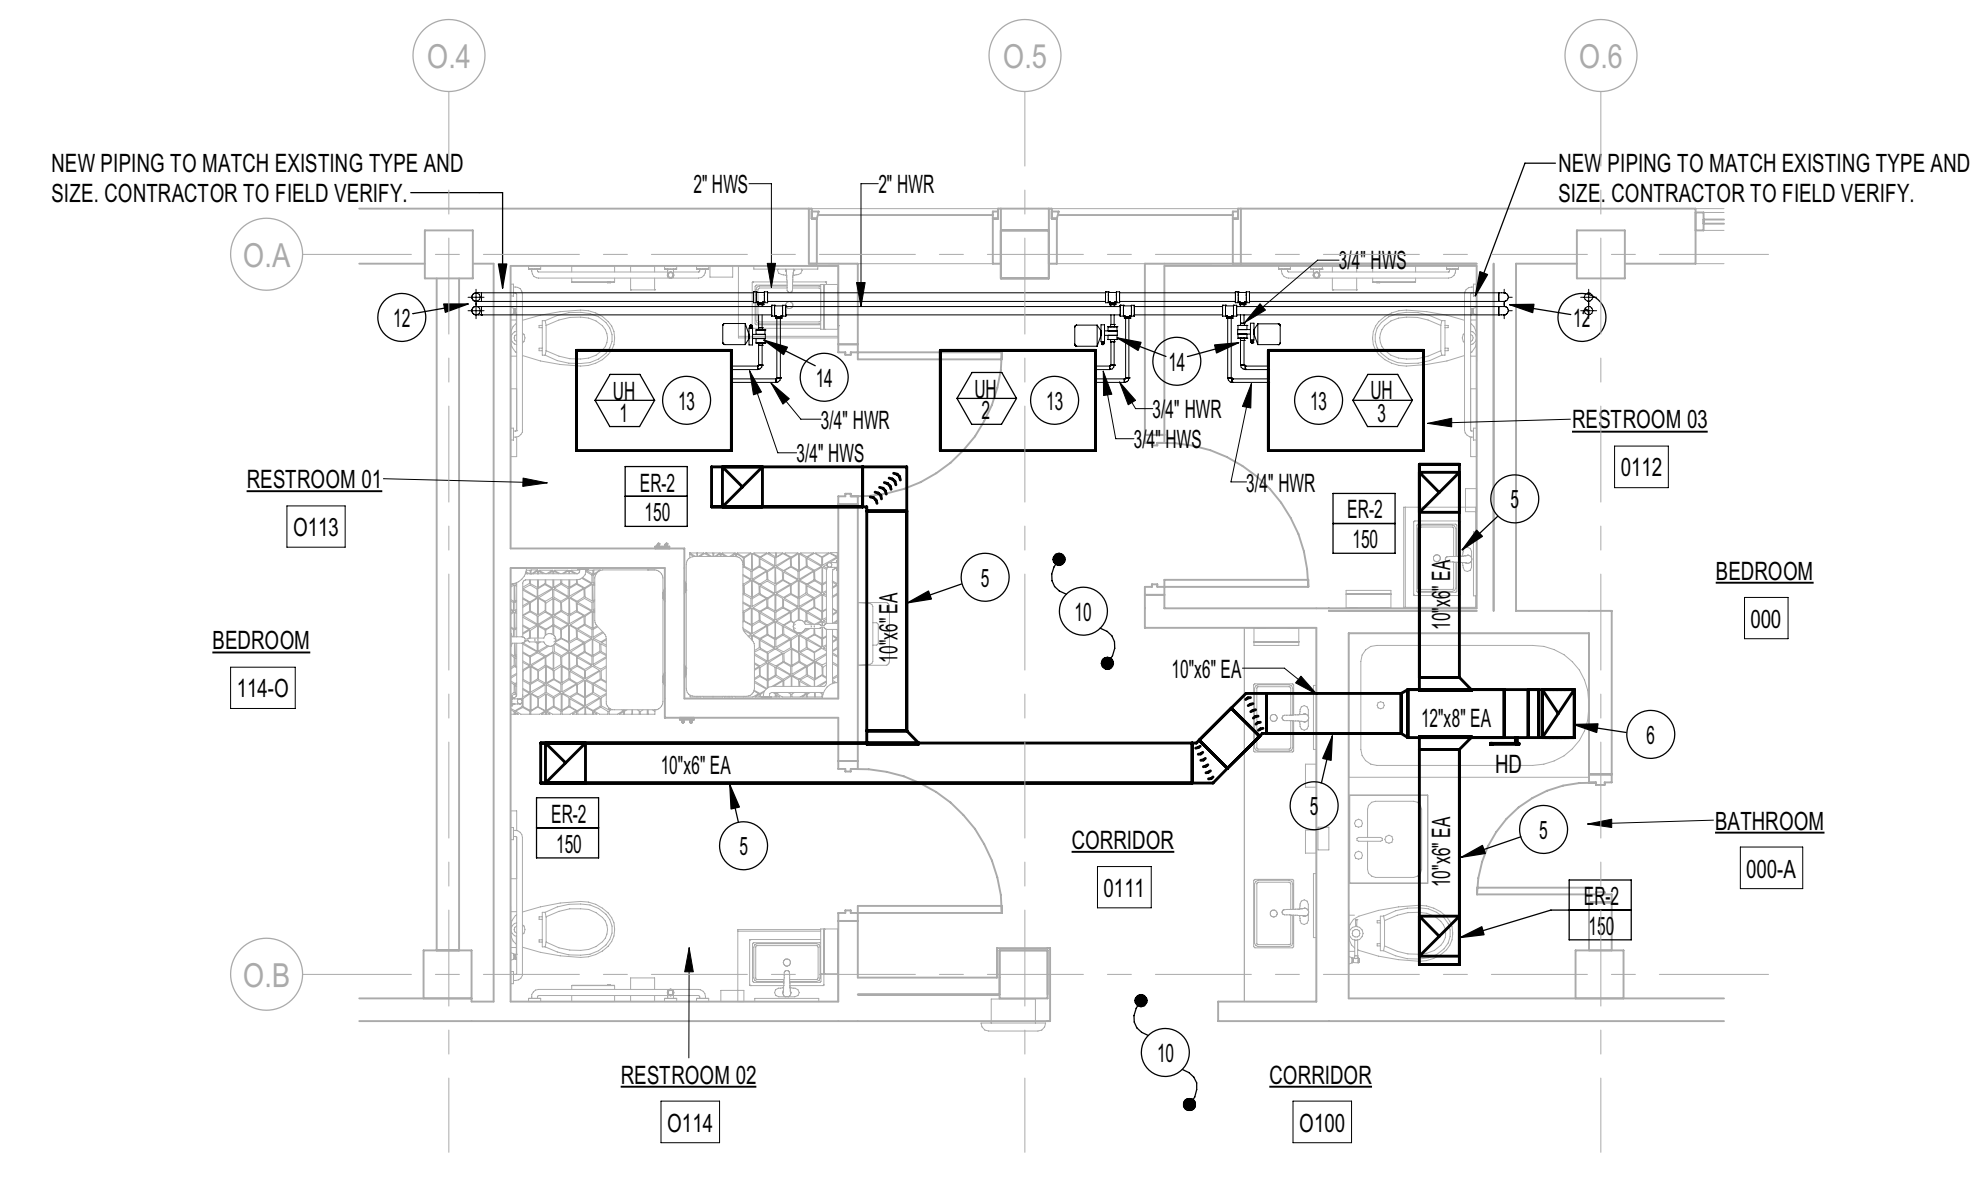 O.4
O.5
O.6
NEW PIPING TO MATCH EXISTING TYPE AND
SIZE. CONTRACTOR TO FIELD VERIFY.
2" HWS
2" HWR
NEW PIPING TO MATCH EXISTING TYPE AND
SIZE. CONTRACTOR TO FIELD VERIFY.
O.A
3/4" HWS
12
12
14
14
UH
1
13
UH
2
13
13
UH
3
3/4" HWR
3/4" HWS
3/4" HWR
3/4" HWS
3/4" HWR
RESTROOM 03
0112
RESTROOM 01
O113
ER-2
150
ER-2
150
5
5
10"x6" EA
10"x6" EA
10
BEDROOM
000
BEDROOM
114-O
10"x6" EA
12"x8" EA
6
HD
10"x6" EA
5
5
5
10"x6" EA
ER-2
150
CORRIDOR
0111
BATHROOM
000-A
ER-2
150
O.B
10
RESTROOM 02
O114
CORRIDOR
O100